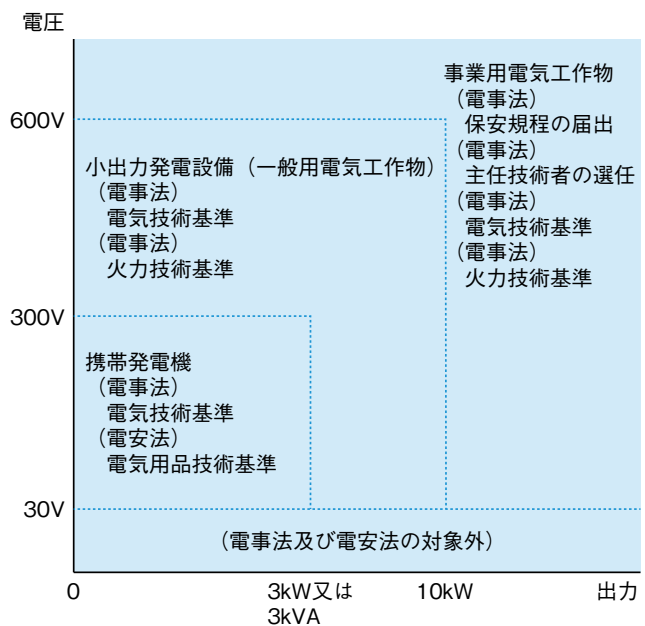 電圧
600V
300V
30V
事業用電気工作物
（電事法）
保安規程の届出
（電事法）
主任技術者の選任
（電事法）
電気技術基準
（電事法）
火力技術基準
小出力発電設備（一般用電気工作物）
（電事法）
電気技術基準
（電事法）
火力技術基準
携帯発電機
（電事法）
電気技術基準
（電安法）
電気用品技術基準
（電事法及び電安法の対象外）
0
3kW又は
3kVA
10kW
出力